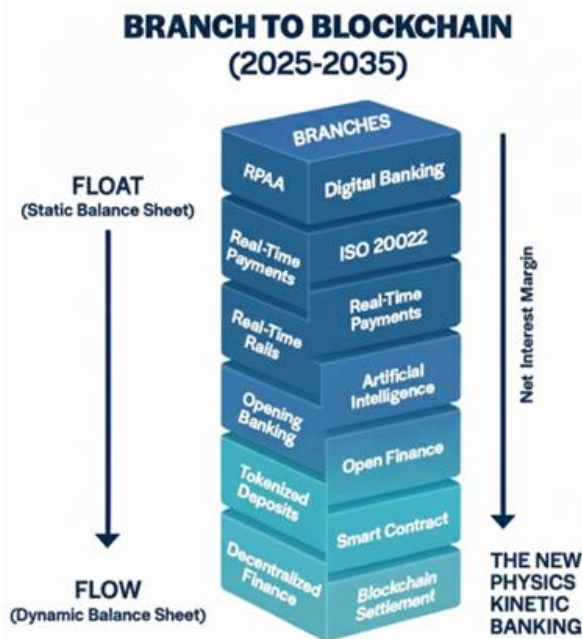 BRANCH TO BLOCKCHAIN
(2025-2035)
BRANCHES
FLOAT
(Static Balance Sheet)
RPAA
Digital Banking
Real-Time
Payments
ISO 20022
Real-Time
Rails
Real-Time
Payments
Opening
Banking
Artificial
Intelligence
Tokenized
Deposits
Open Finance
Decentralized
Finance
Smart Contract
Blockchain
Settlement
Net Interest Margin
FLOW
(Dynamic Balance Sheet)
THE NEW
PHYSICS
KINETIC
BANKING